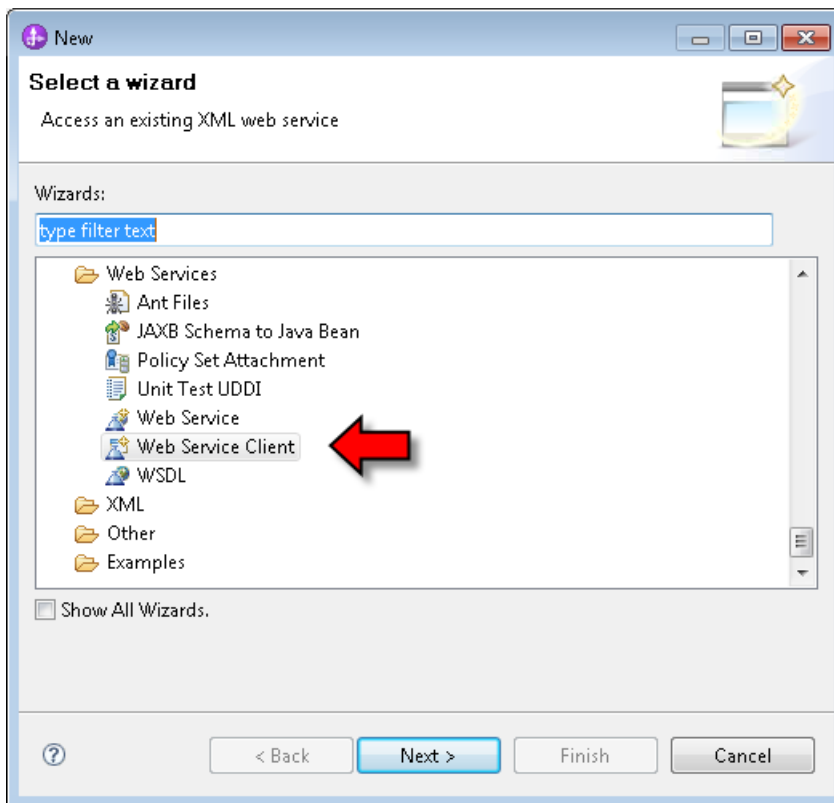 New
Select a wizard
Access an existing XML web service
Wizards:
type filter text
Web Services
Ant Files
JAXB Schema to Java Bean
Policy Set Attachment
Unit Test UDDI
Web Service
Web Service Client
WSDL
XML
Other
Examples
Show All Wizards.
? < Back Next > Finish Cancel